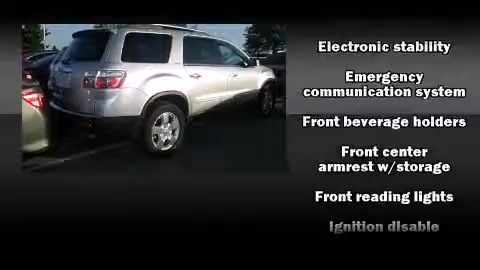 Electronic stability
Emergency
communication system
Front beverage holders
Front center
armrest w/storage
Front reading lights
Ignition disable